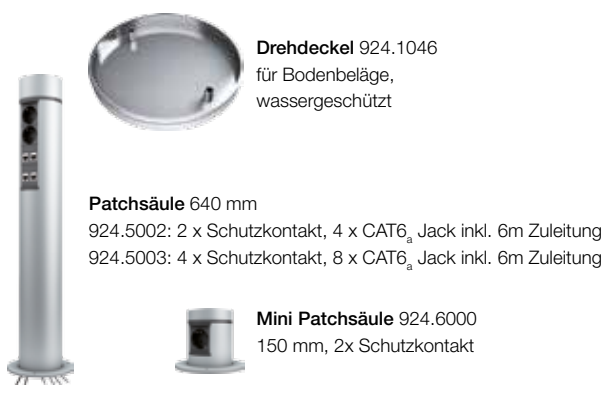 Drehdeckel 924.1046
für Bodenbeläge,
wassergeschützt
Patchsäule 640 mm
924.5002: 2 x Schutzkontakt, 4 x CAT6a Jack inkl. 6m Zuleitung
924.5003: 4 x Schutzkontakt, 8 x CAT6a Jack inkl. 6m Zuleitung
Mini Patchsäule 924.6000
150 mm, 2x Schutzkontakt